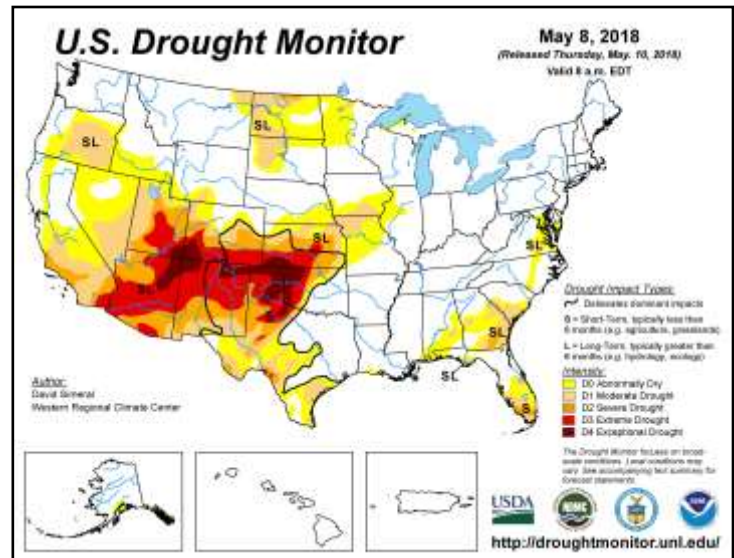 U.S. Drought Monitor
May 8, 2018
(Released Thursday, May. 10, 2018)
Valid 8 a.m. EDT
SL
SL
SL
SL
SL
SL
S
Drought Impact Types:
Delineates dominant impacts
S = Short-Term, typically less than
6 months (e.g. agriculture, grasslands)
L = Long-Term, typically greater than
6 months (e.g. hydrology, ecology)
Intensity:
D0 Abnormally Dry
D1 Moderate Drought
D2 Severe Drought
D3 Extreme Drought
D4 Exceptional Drought
Author:
David Simeral
Western Regional Climate Center
The Drought Monitor focuses on broad-
scale conditions. Local conditions may
vary. See accompanying text summary for
forecast statements.
USDA
NDMC
http://droughtmonitor.unl.edu/